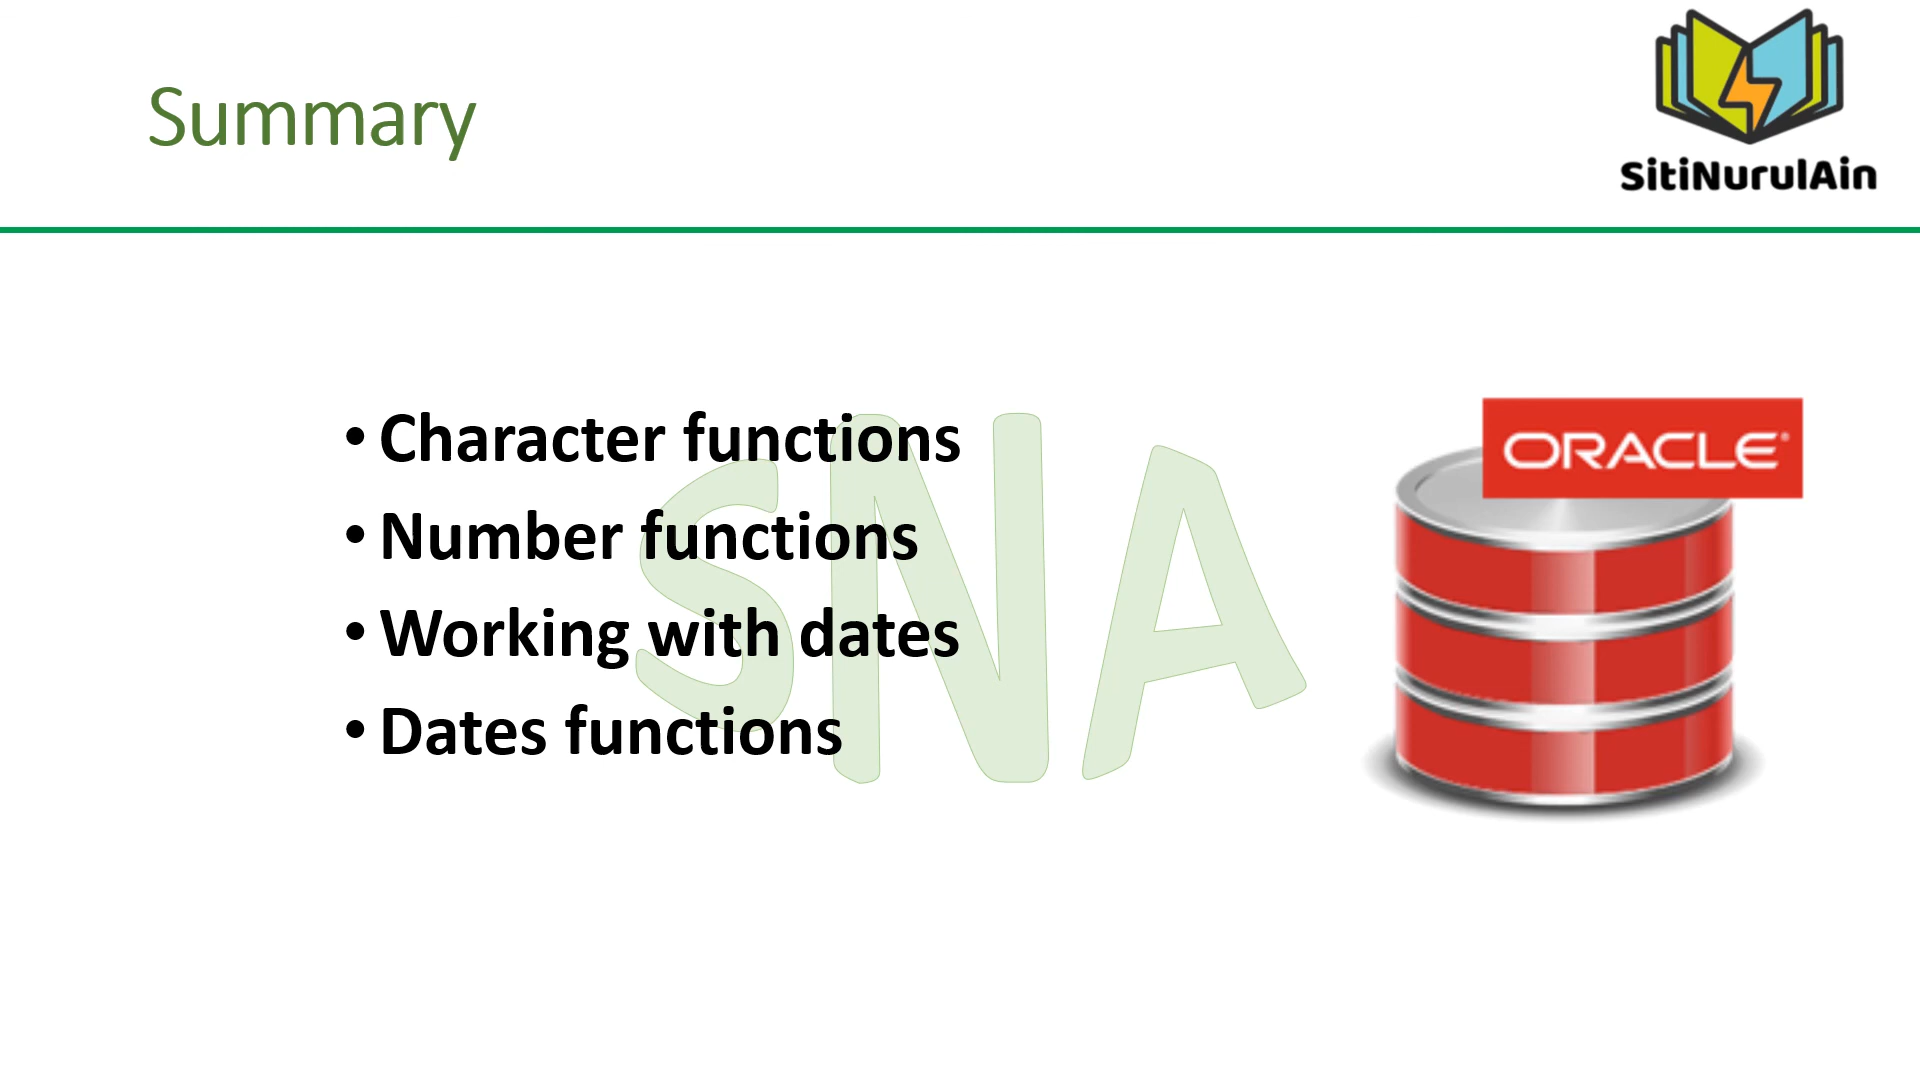 Summary
SitiNurulAin
• Character functions
• Number functions
• Working with dates
• Dates functions
SNA
ORACLE®